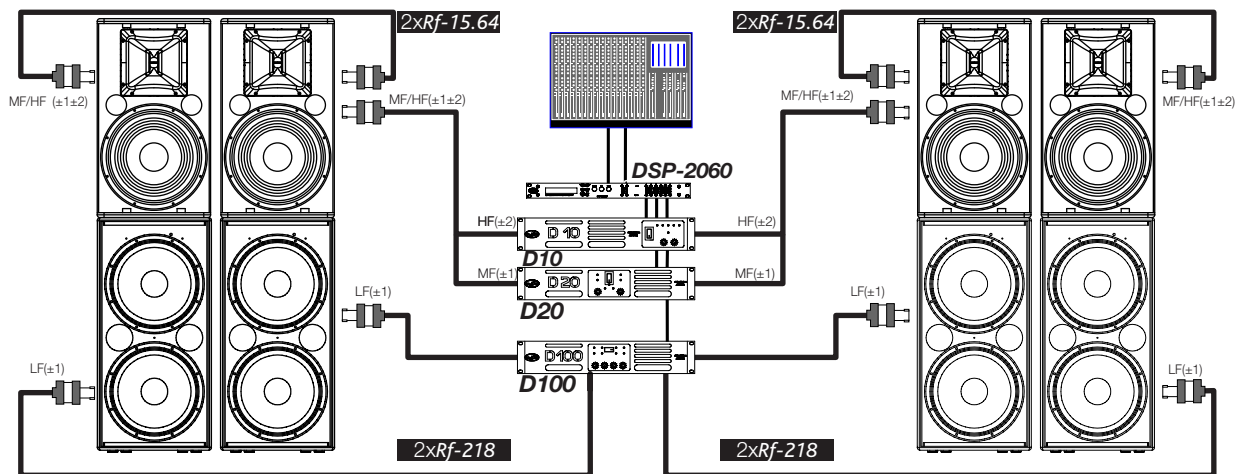 2xRf-15.64
2xRf-15.64
MF/HF (±1±2)
MF/HF(±1±2)
MF/HF(±1±2)
MF/HF(±1±2)
DSP-2060
HF(±2)
D 10
HF(±2)
D10
MF(±1)
D20
MF(±1)
D20
LF(±1)
LF(±1)
D100
D100
LF(±1)
LF(±1)
2xRf-218
2xRf-218